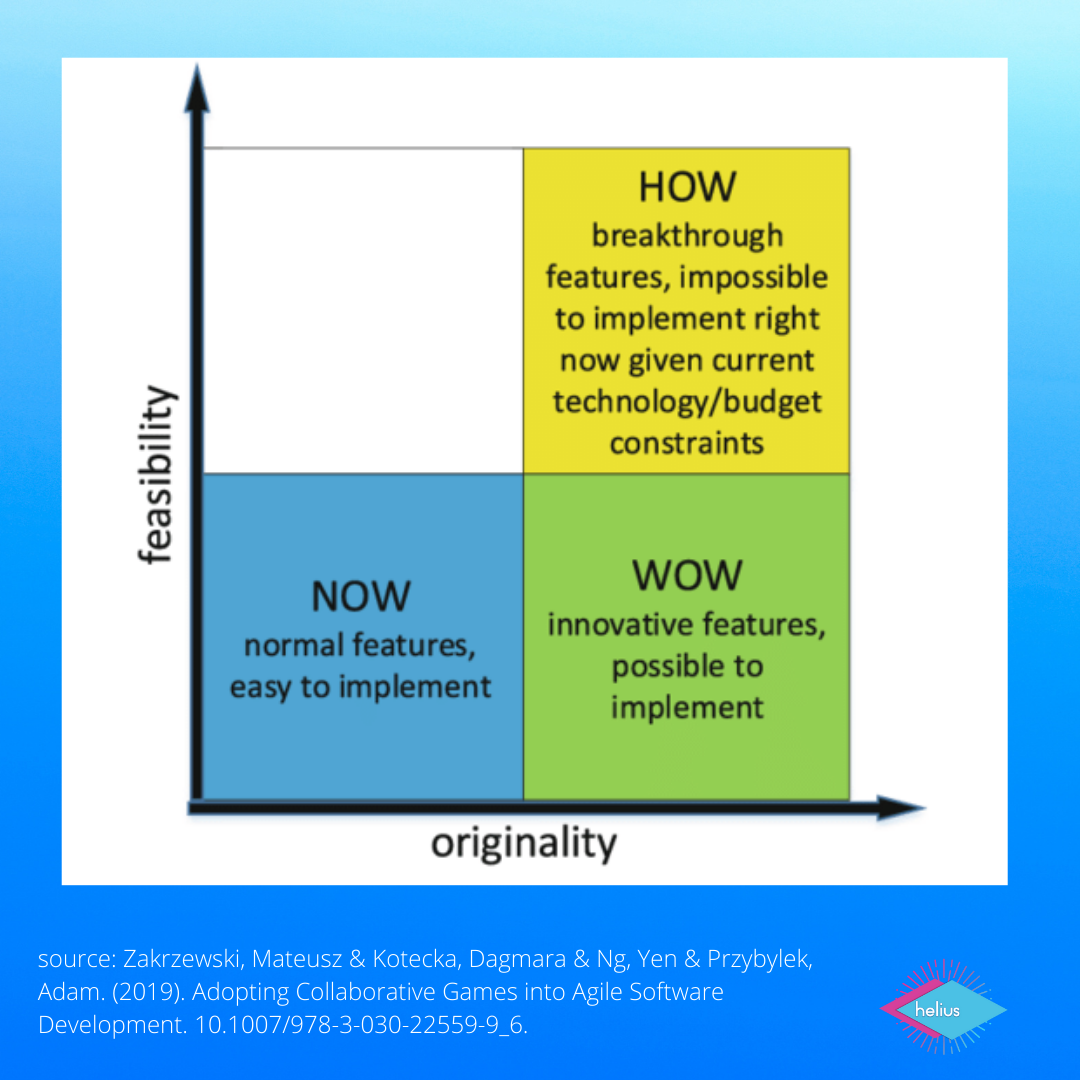 HOW
breakthrough
features, impossible
to implement right
now given current
technology/budget
constraints
feasibility
NOW
normal features,
easy to implement
WOW
innovative features,
possible to
implement
originality
source: Zakrzewski, Mateusz & Kotecka, Dagmara & Ng, Yen & Przybylek,
Adam. (2019). Adopting Collaborative Games into Agile Software
Development. 10.1007/978-3-030-22559-9_6.
helius